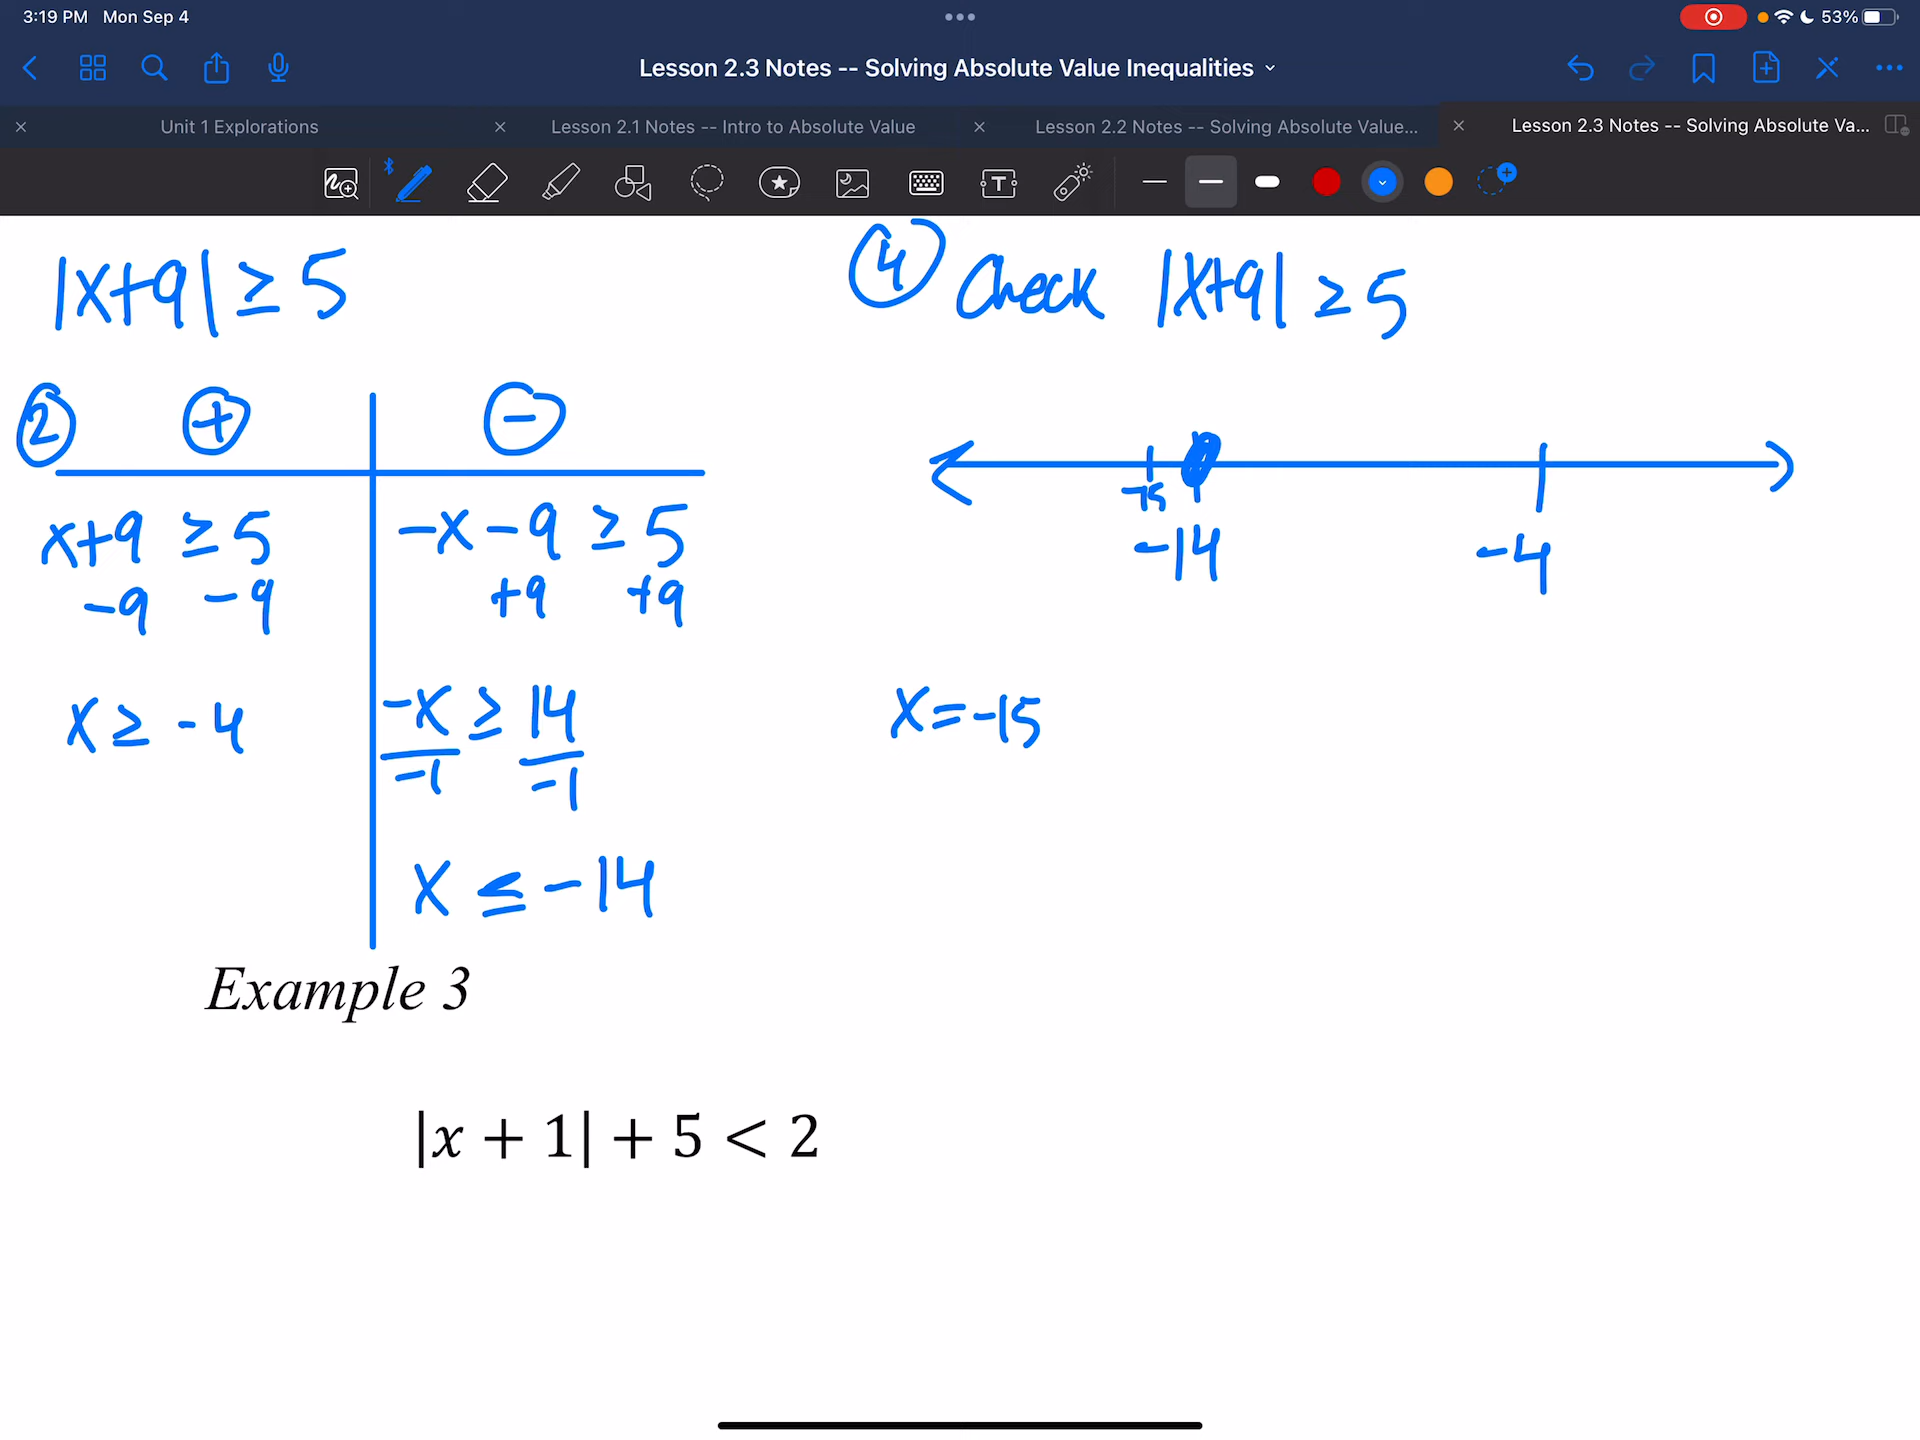 3:19 PM Mon Sep 4
53%
Lesson 2.3 Notes -- Solving Absolute Value Inequalities
Unit 1 Explorations
Lesson 2.1 Notes -- Intro to Absolute Value
Lesson 2.2 Notes -- Solving Absolute Value...
Lesson 2.3 Notes -- Solving Absolute Va...
|x+9| ≥ 5
2 + −
x+9 ≥ 5
-9 -9
x ≥ -4
-x - 9 ≥ 5
+9 +9
-x ≥ 14
-1 -1
x ≤ -14
4 Check |x+9| ≥ 5
-15
-14 -4
x = -15
Example 3
|x + 1| + 5 < 2